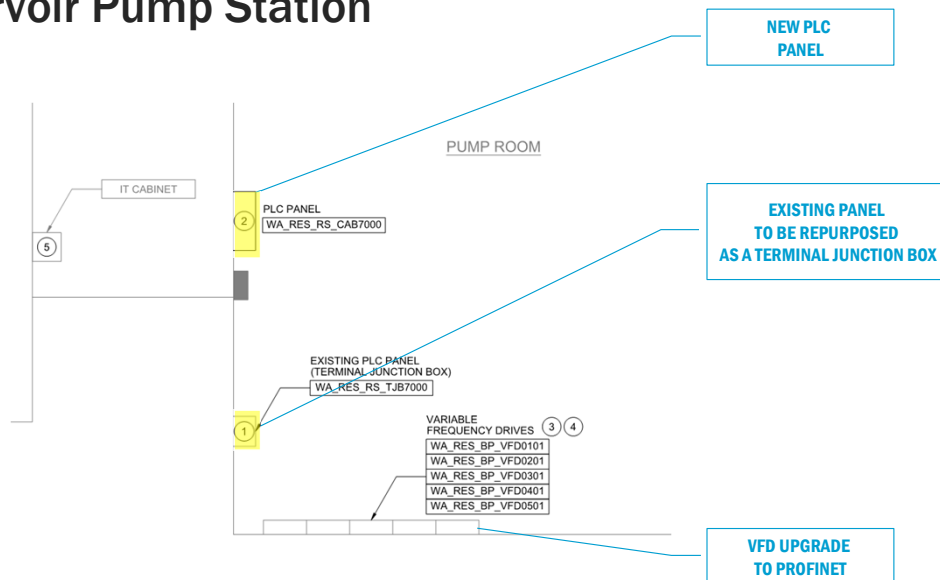 rvoir Pump Station
NEW PLC
PANEL
PUMP ROOM
IT CABINET
5
2
PLC PANEL
WA_RES_RS_CAB7000
EXISTING PANEL
TO BE REPURPOSED
AS A TERMINAL JUNCTION BOX
EXISTING PLC PANEL
(TERMINAL JUNCTION BOX)
WA_RES_RS_TJB7000
1
VARIABLE
FREQUENCY DRIVES 3 4
WA_RES_BP_VFD0101
WA_RES_BP_VFD0201
WA_RES_BP_VFD0301
WA_RES_BP_VFD0401
WA_RES_BP_VFD0501
VFD UPGRADE
TO PROFINET